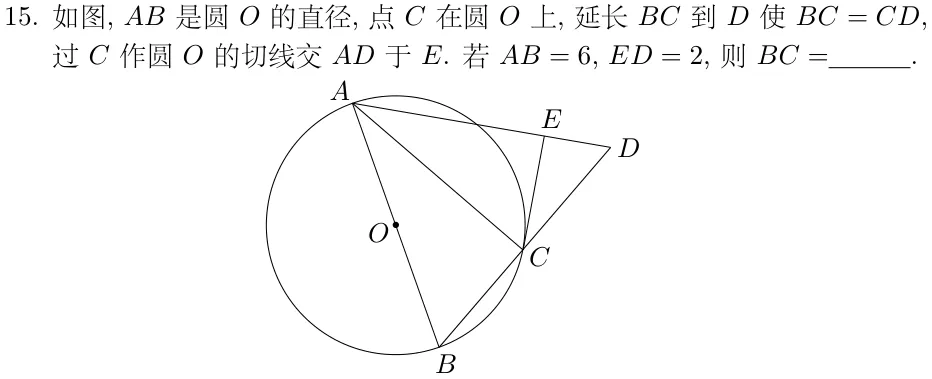 15. 如图, AB 是圆 O 的直径, 点 C 在圆 O 上, 延长 BC 到 D 使 BC = CD,
过 C 作圆 O 的切线交 AD 于 E. 若 AB = 6, ED = 2, 则 BC =______.
A
E
D
O
C
B